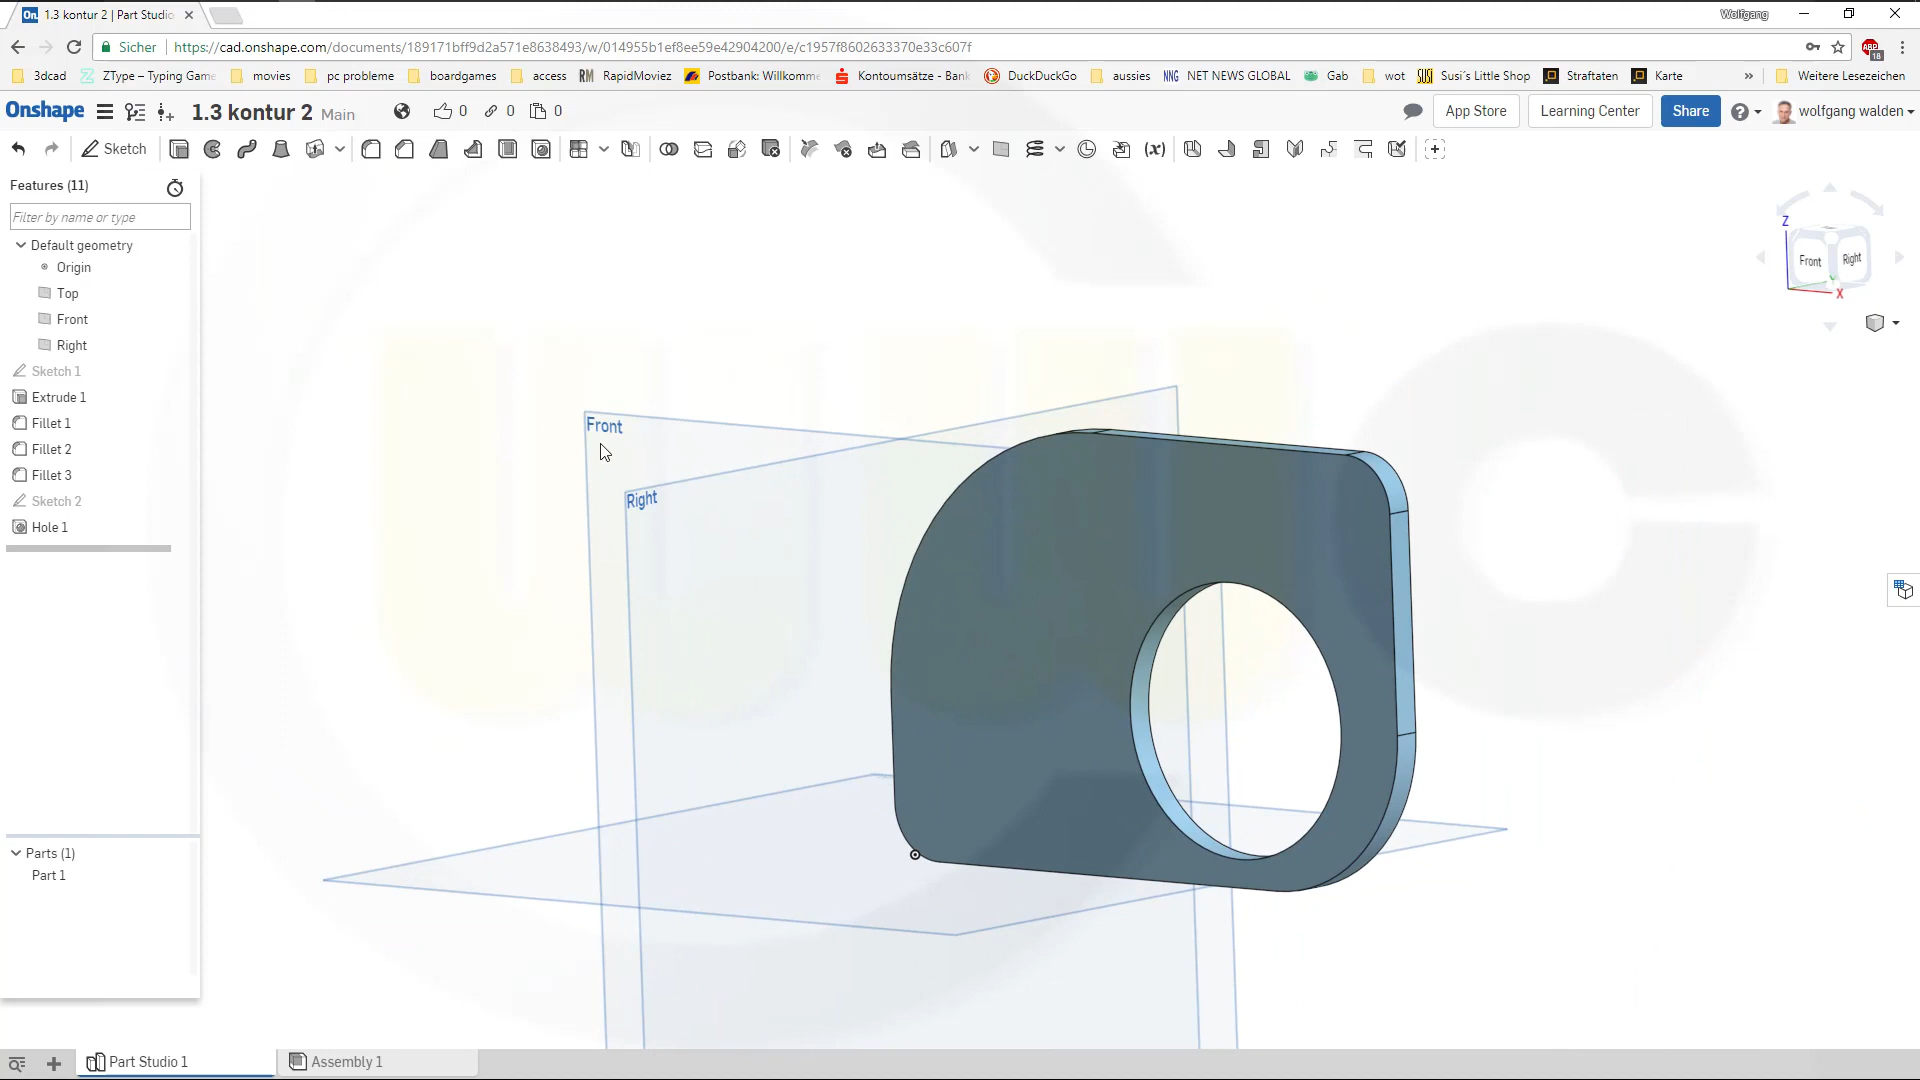 1.3 kontur 2 | Part Studio
Wolfgang
Sicher
https://cad.onshape.com/documents/189171bff9d2a571e8638493/w/014955b1ef8ee59e42904200/e/c1957f8602633370e33c607f
ABP
18
3dcad
ZType – Typing Game
movies
pc probleme
boardgames
access
RM RapidMoviez
Postbank: Willkomme
Kontoumsätze - Bank
DuckDuckGo
aussies
NNG NET NEWS GLOBAL
Gab
wot
SUSI Susi´s Little Shop
Straftaten
Karte
»
Weitere Lesezeichen
Onshape
1.3 kontur 2 Main
0
0
0
App Store
Learning Center
Share
wolfgang walden
Sketch
(x)
Features (11)
Filter by name or type
Default geometry
Origin
Top
Front
Right
Sketch 1
Extrude 1
Fillet 1
Fillet 2
Fillet 3
Sketch 2
Hole 1
Z
Front
Right
X
Front
Right
Parts (1)
Part 1
Part Studio 1
Assembly 1